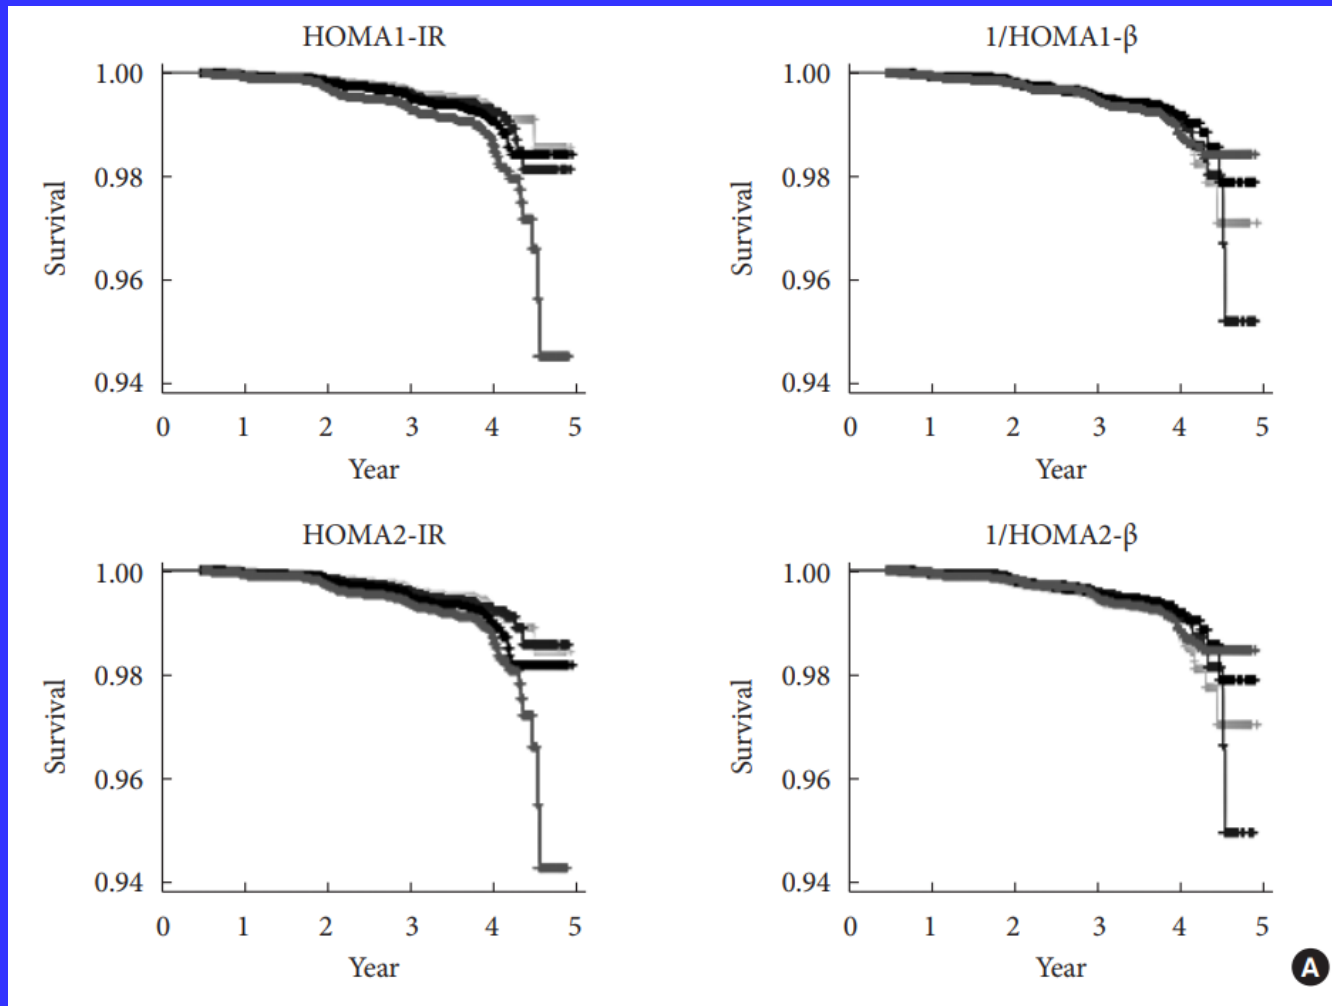 HOMA1-IR
1.00
0.98
0.96
0.94
Survival
0 1 2 3 4 5
Year
1/HOMA1-β
1.00
0.98
0.96
0.94
Survival
0 1 2 3 4 5
Year
HOMA2-IR
1.00
0.98
0.96
0.94
Survival
0 1 2 3 4 5
Year
1/HOMA2-β
1.00
0.98
0.96
0.94
Survival
0 1 2 3 4 5
Year
A